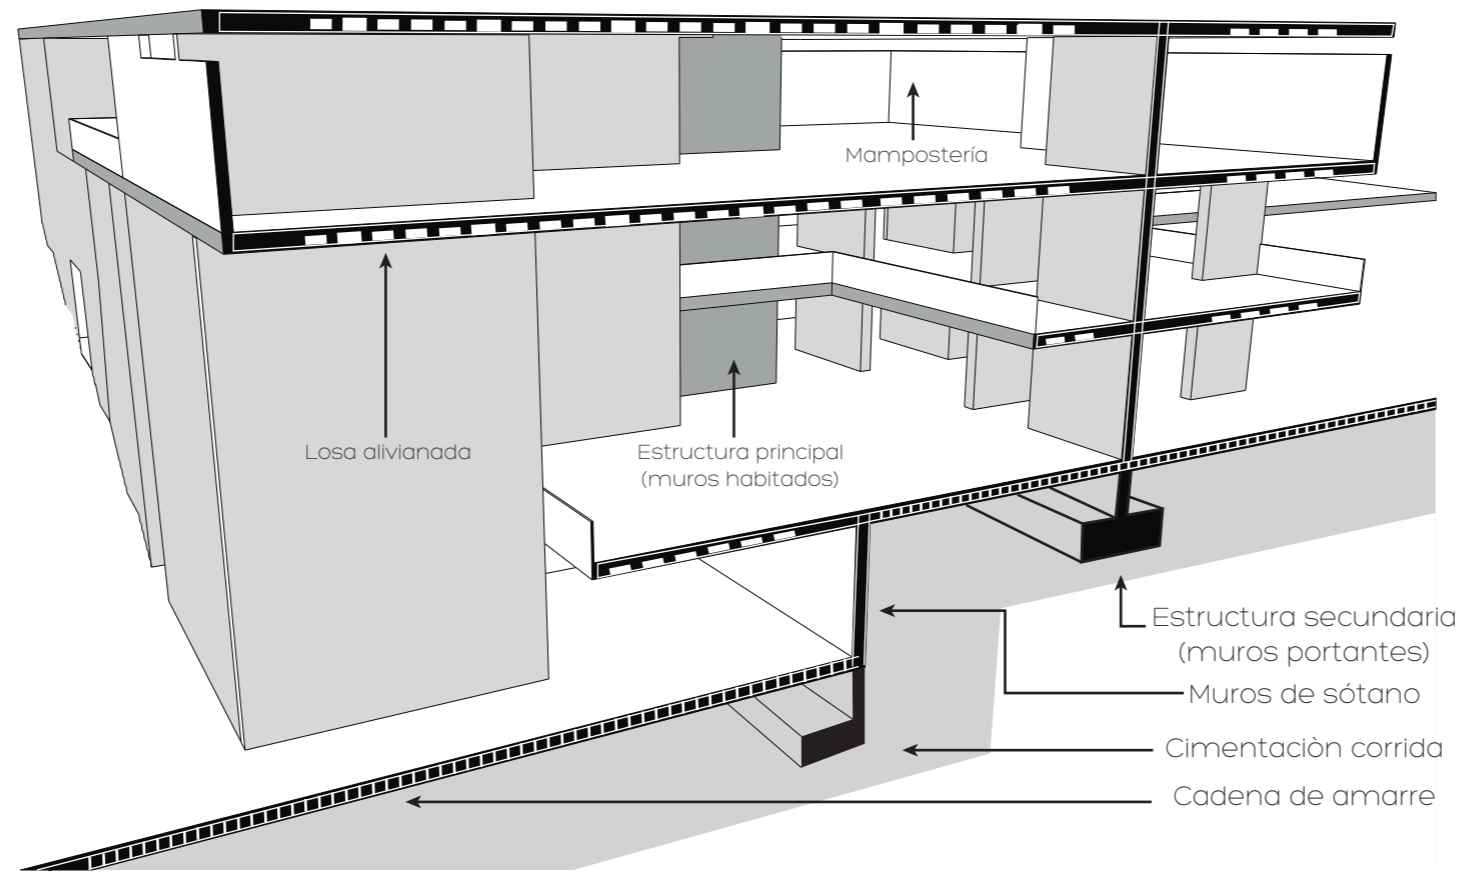 Mampostería
Losa alivianada
Estructura principal
(muros habitados)
Estructura secundaria
(muros portantes)
Muros de sótano
Cimentaciòn corrida
Cadena de amarre